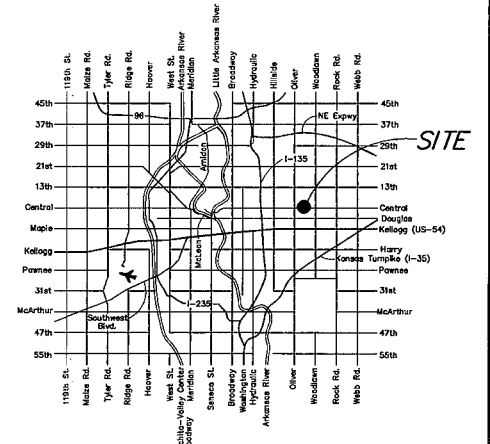 119th St.
Maize Rd.
Tyler Rd.
Ridge Rd.
Hoover
West St.
Arkansas River
Meridian
Little Arkansas River
Broadway
Hydraulic
Hillside
Oliver
Woodlawn
Rock Rd.
Webb Rd.
45th
37th
29th
21st
13th
Central
Maple
Kellogg
Pawnee
31st
McArthur
47th
55th
96
Amidon
I-135
NE Expwy.
SITE
McLean
I-235
Southwest
Blvd.
45th
37th
29th
21st
13th
Central
Douglas
Kellogg (US-54)
Harry
Kansas Turnpike (I-35)
Pawnee
31st
McArthur
47th
55th
119th St.
Maize Rd.
Tyler Rd.
Ridge Rd.
Hoover
West St.
Wichita-Valley Center
Floodway
Meridian
Seneca St.
Broadway
Washington
Hydraulic
Arkansas River
Oliver
Woodlawn
Rock Rd.
Webb Rd.